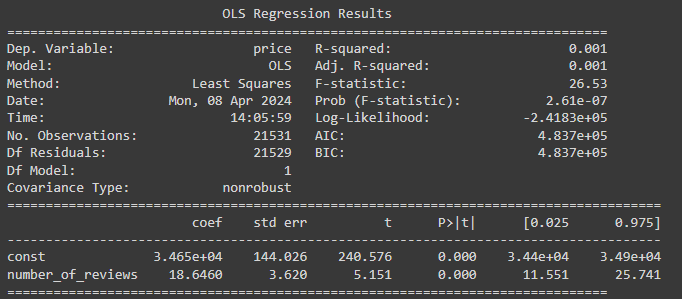 OLS Regression Results
==============================================================================
Dep. Variable: price R-squared: 0.001
Model: OLS Adj. R-squared: 0.001
Method: Least Squares F-statistic: 26.53
Date: Mon, 08 Apr 2024 Prob (F-statistic): 2.61e-07
Time: 14:05:59 Log-Likelihood: -2.4183e+05
No. Observations: 21531 AIC: 4.837e+05
Df Residuals: 21529 BIC: 4.837e+05
Df Model: 1
Covariance Type: nonrobust
=====================================================================================
coef std err t P>|t| [0.025 0.975]
-------------------------------------------------------------------------------------
const 3.465e+04 144.026 240.576 0.000 3.44e+04 3.49e+04
number_of_reviews 18.6460 3.620 5.151 0.000 11.551 25.741
==============================================================================